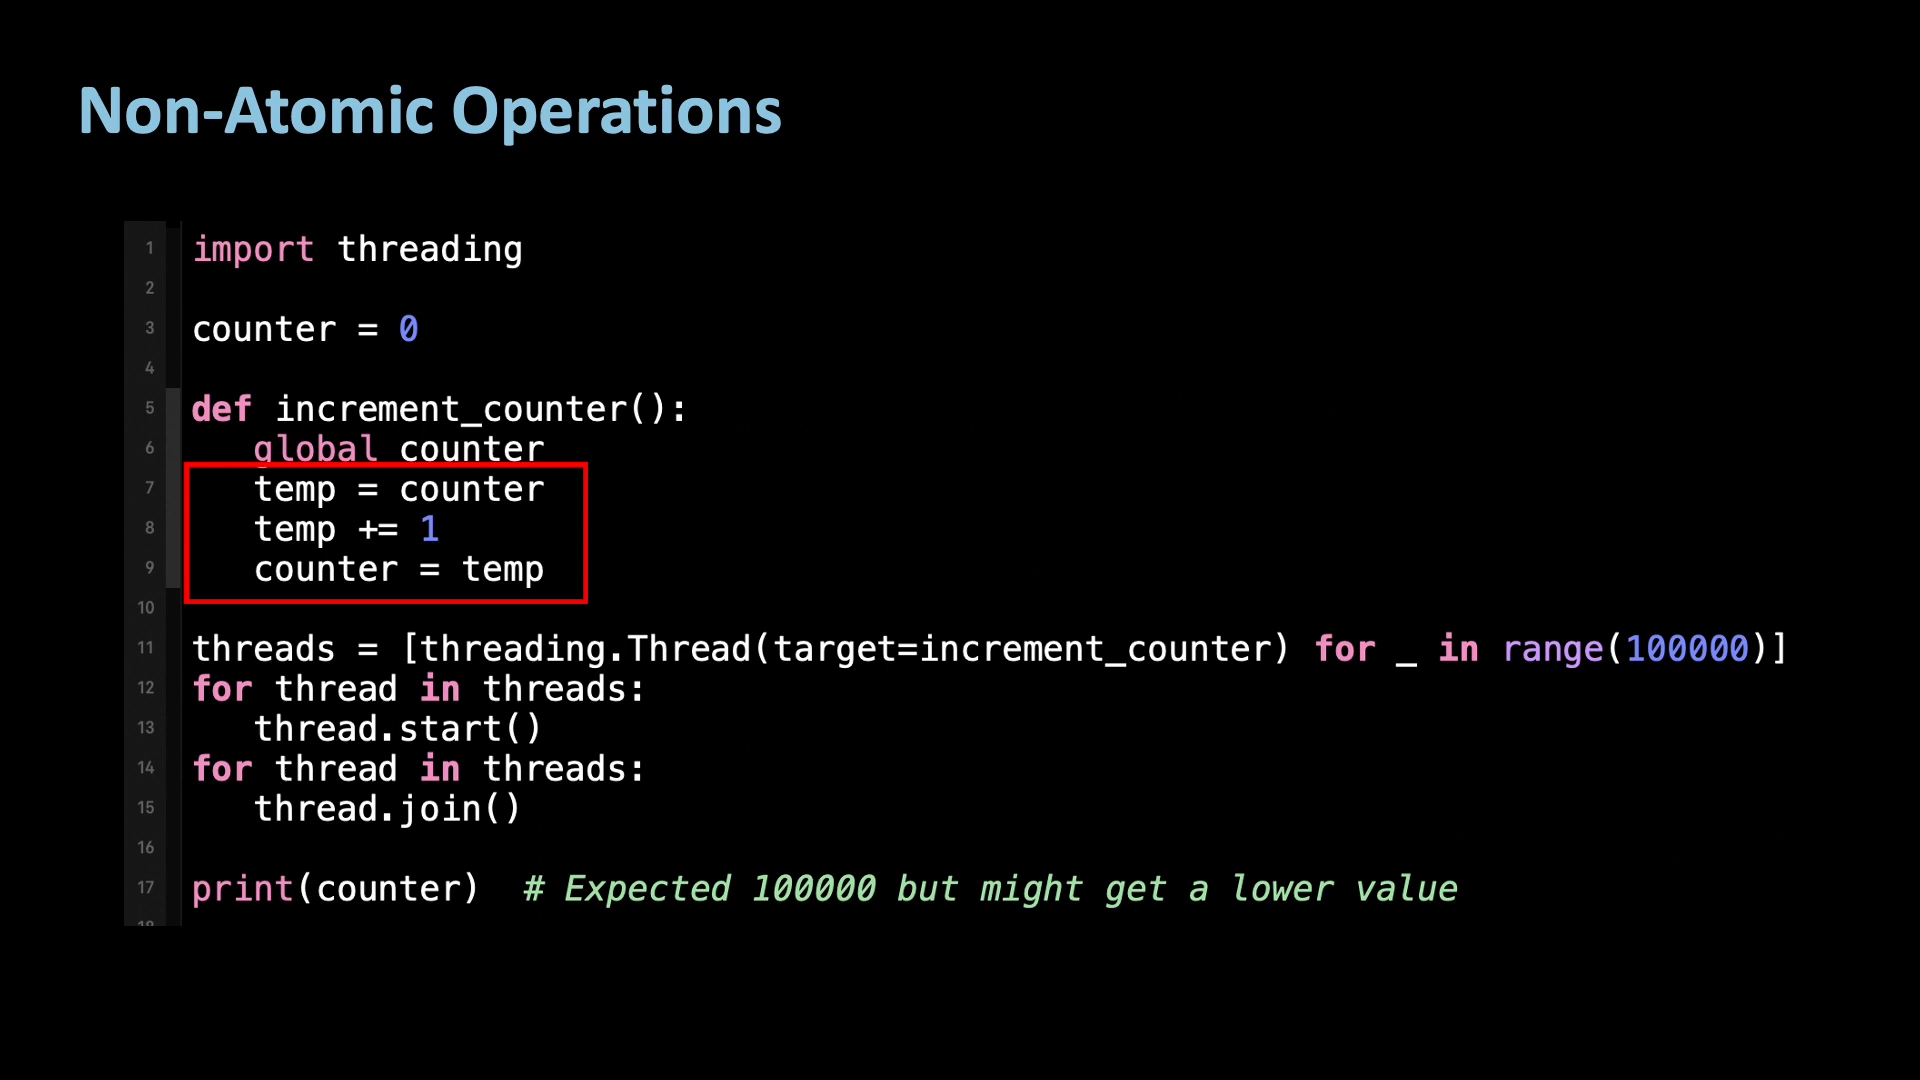 Non-Atomic Operations
1 import threading
2
3 counter = 0
4
5 def increment_counter():
6    global counter
7    temp = counter
8    temp += 1
9    counter = temp
10
11 threads = [threading.Thread(target=increment_counter) for _ in range(100000)]
12 for thread in threads:
13    thread.start()
14 for thread in threads:
15    thread.join()
16
17 print(counter)  # Expected 100000 but might get a lower value